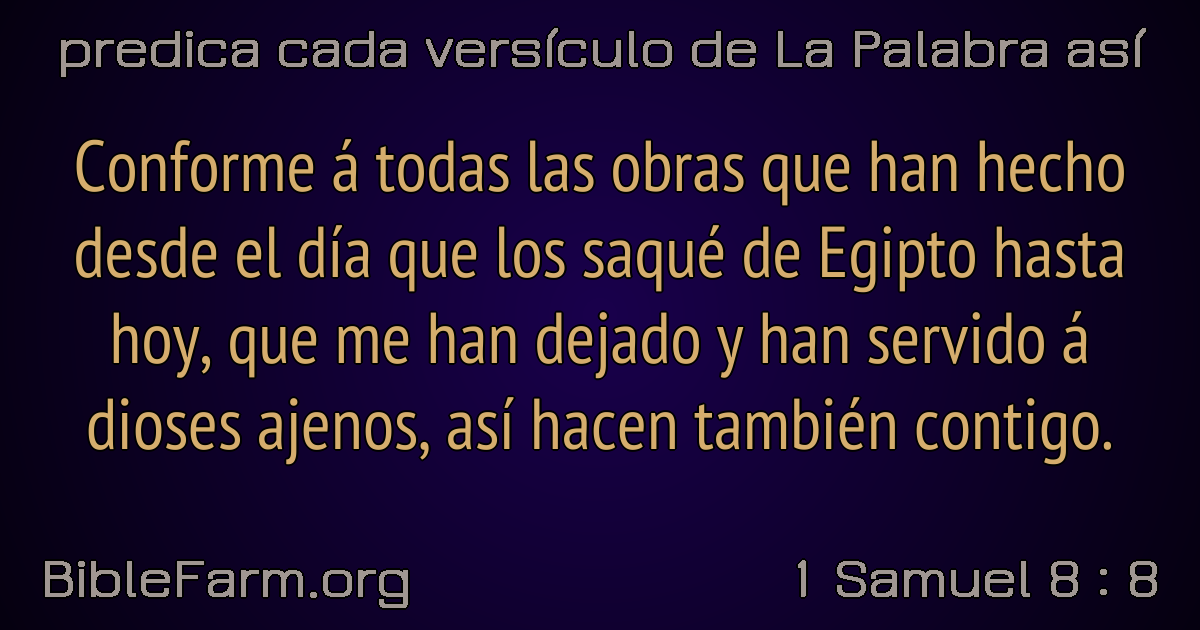 predica cada versículo de La Palabra así
Conforme á todas las obras que han hecho
desde el día que los saqué de Egipto hasta
hoy, que me han dejado y han servido á
dioses ajenos, así hacen también contigo.
BibleFarm.org
1 Samuel 8 : 8